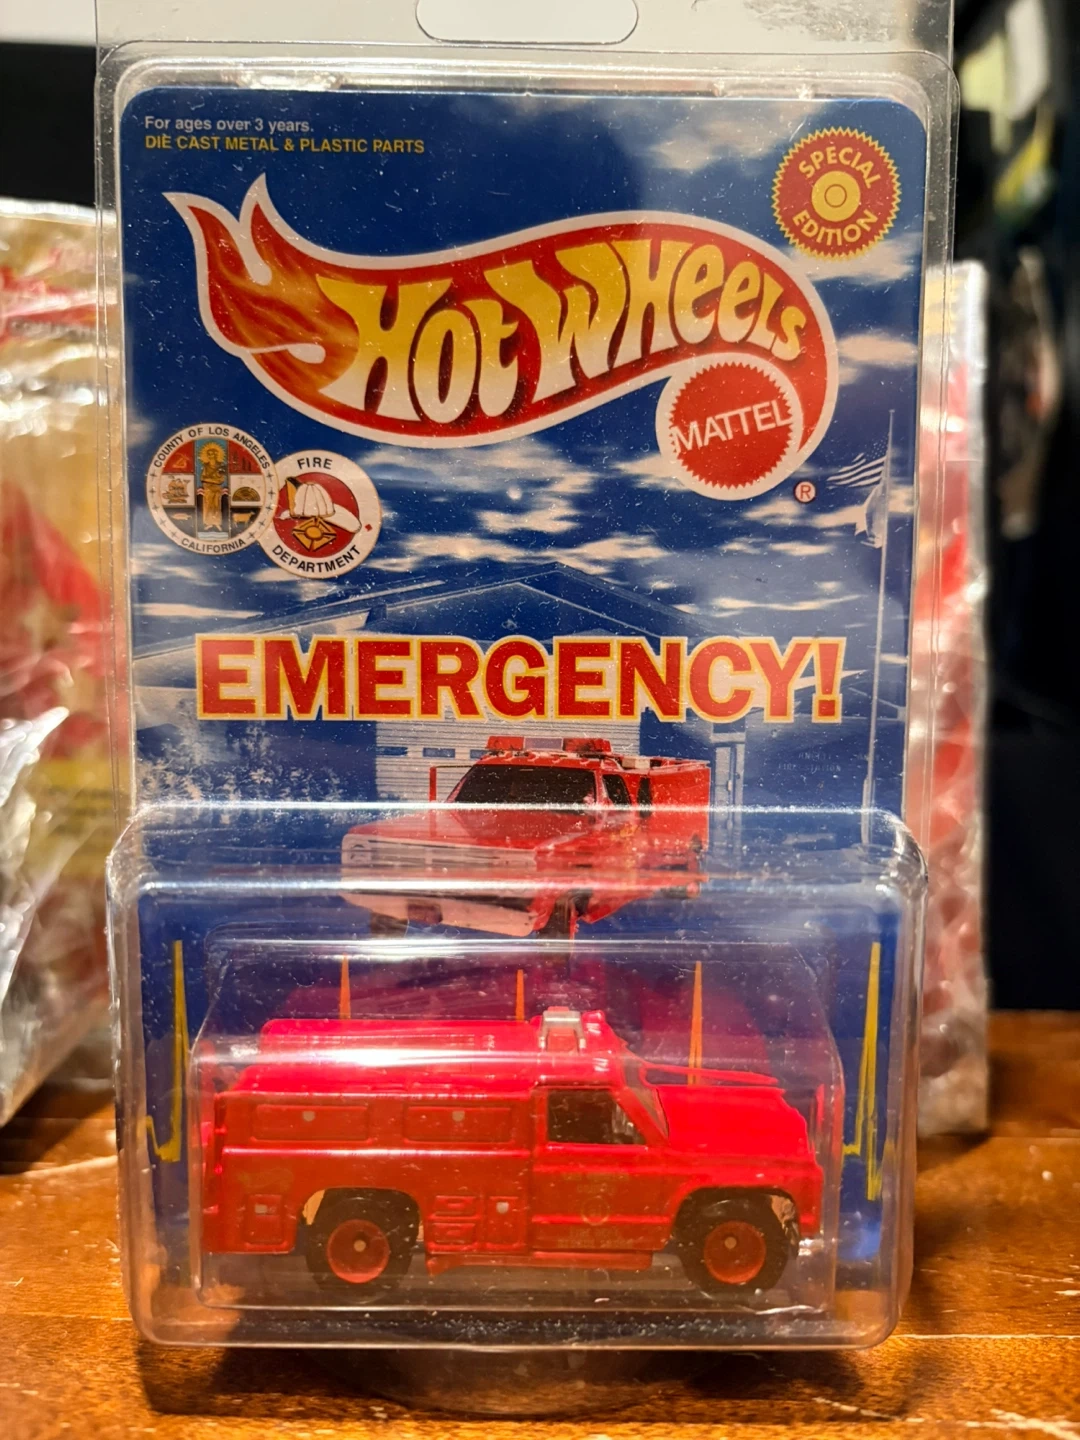 For ages over 3 years.
DIE CAST METAL & PLASTIC PARTS
SPECIAL
EDITION
HOT WHEELS
MATTEL
®
COUNTY OF LOS ANGELES
CALIFORNIA
FIRE
DEPARTMENT
EMERGENCY!